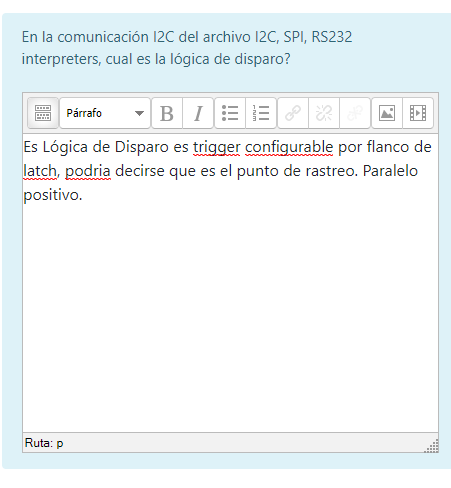 En la comunicación I2C del archivo I2C, SPI, RS232
interpreters, cual es la lógica de disparo?
Párrafo
B I
Es Lógica de Disparo es trigger configurable por flanco de
latch, podria decirse que es el punto de rastreo. Paralelo
positivo.
Ruta: p